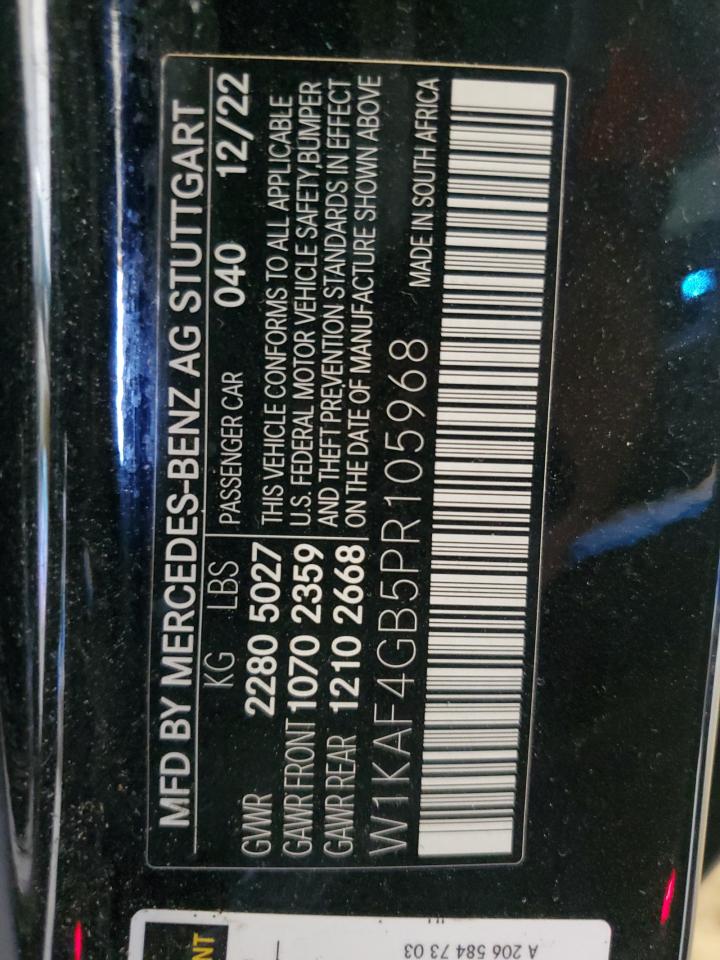 MFD BY MERCEDES-BENZ AG STUTTGART
KG LBS
GVWR 2280 5027
GAWR FRONT 1070 2359
GAWR REAR 1210 2668
PASSENGER CAR 040 12/22
THIS VEHICLE CONFORMS TO ALL APPLICABLE
U.S. FEDERAL MOTOR VEHICLE SAFETY,BUMPER
AND THEFT PREVENTION STANDARDS IN EFFECT
ON THE DATE OF MANUFACTURE SHOWN ABOVE
W1KAF4GB5PR105968
MADE IN SOUTH AFRICA
A 206 584 73 03